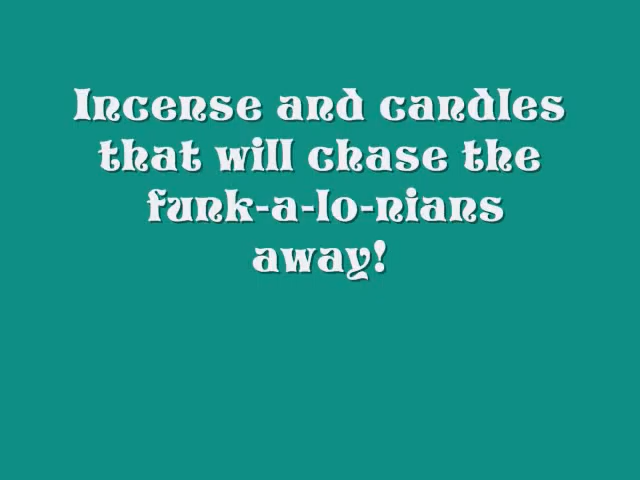 Incense and candles
that will chase the
funk-a-lo-nians
away!